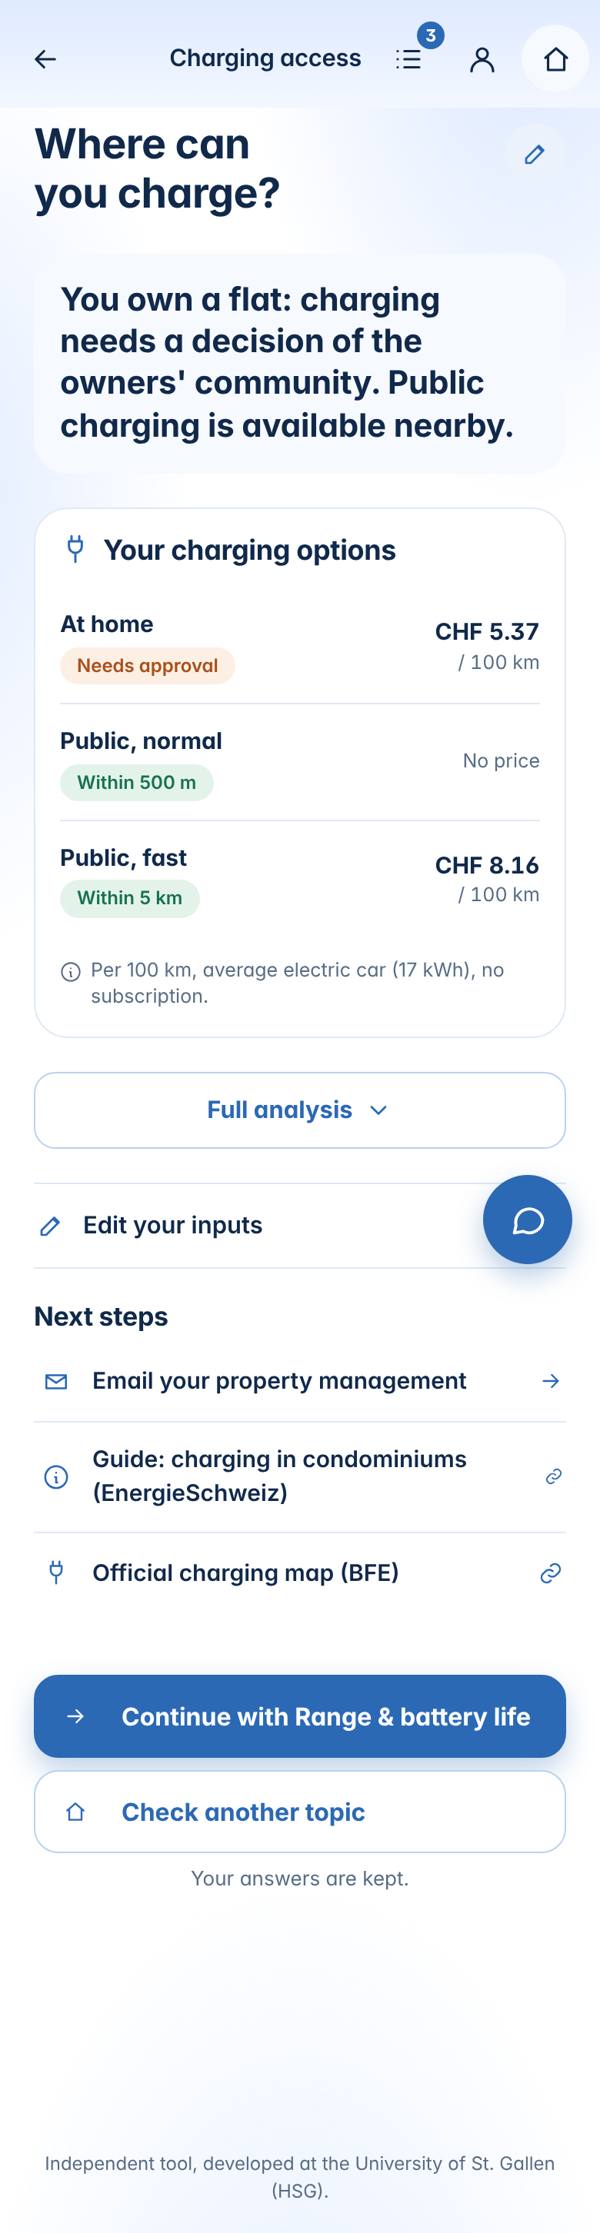 Charging access
3
Where can
you charge?
You own a flat: charging
needs a decision of the
owners' community. Public
charging is available nearby.
Your charging options
At home
Needs approval
CHF 5.37
/ 100 km
Public, normal
Within 500 m
No price
Public, fast
Within 5 km
CHF 8.16
/ 100 km
Per 100 km, average electric car (17 kWh), no
subscription.
Full analysis
Edit your inputs
Next steps
Email your property management
Guide: charging in condominiums
(EnergieSchweiz)
Official charging map (BFE)
Continue with Range & battery life
Check another topic
Your answers are kept.
Independent tool, developed at the University of St. Gallen
(HSG).